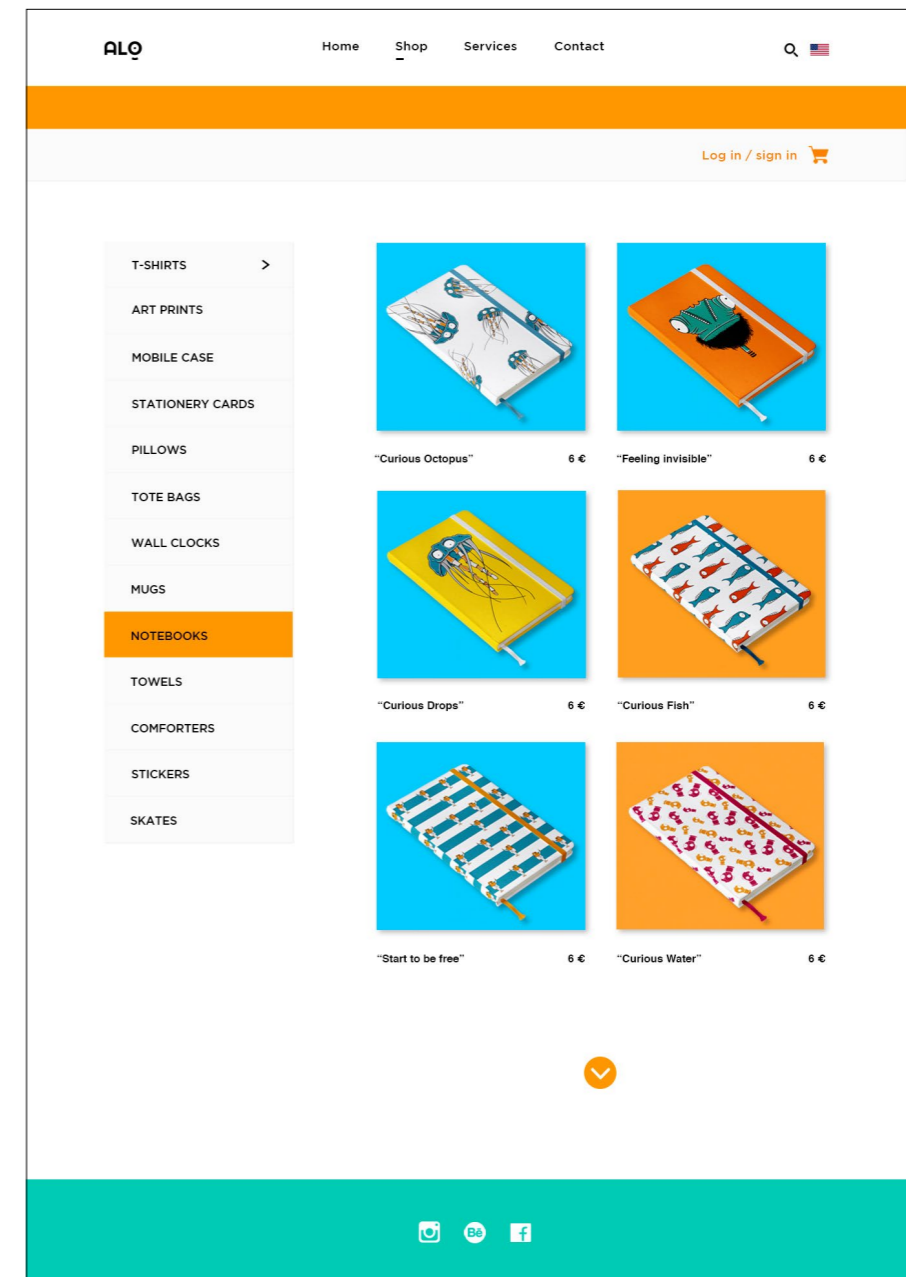 ALO
Home Shop Services Contact
Log in / sign in
T-SHIRTS >
ART PRINTS
MOBILE CASE
STATIONERY CARDS
PILLOWS
TOTE BAGS
WALL CLOCKS
MUGS
NOTEBOOKS
TOWELS
COMFORTERS
STICKERS
SKATES
“Curious Octopus” 6 €
“Feeling invisible” 6 €
“Curious Drops” 6 €
“Curious Fish” 6 €
“Start to be free” 6 €
“Curious Water” 6 €
Bē
f